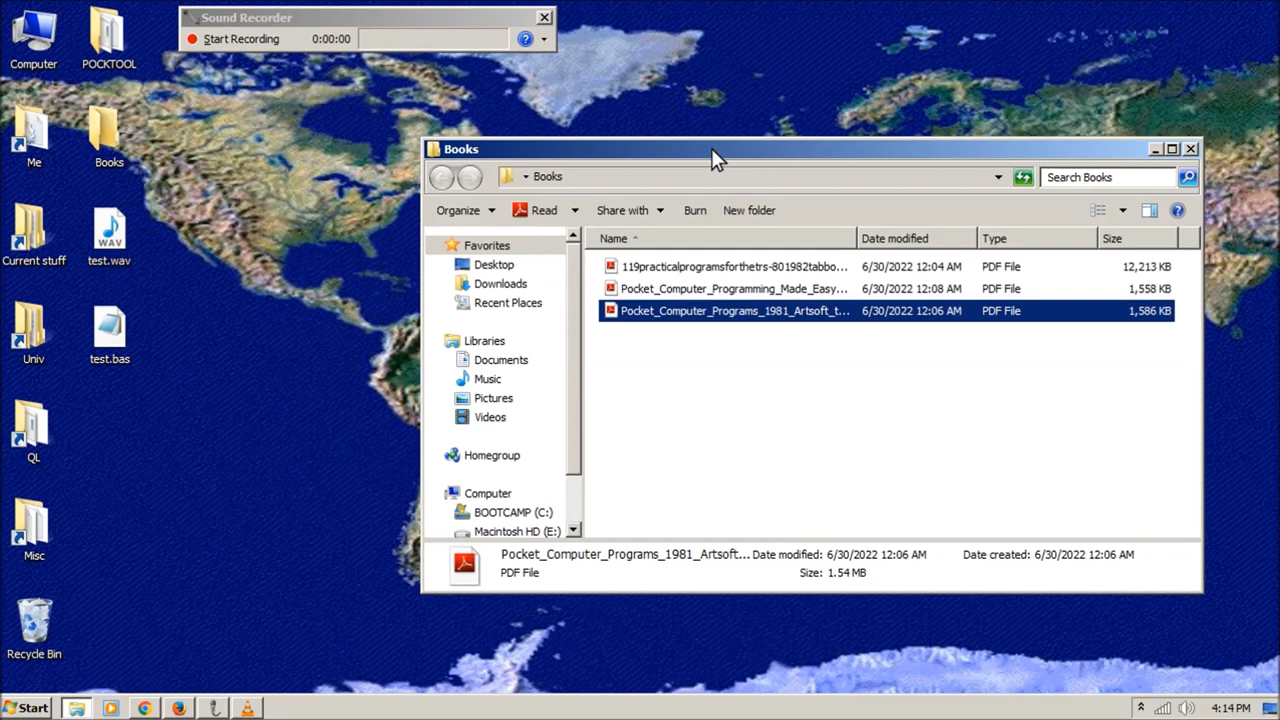 Sound Recorder
Start Recording 0:00:00
Computer
POCKTOOL
Me
Books
Current stuff
test.wav
WAV
Univ
test.bas
QL
Misc
Recycle Bin
Books
Books
Search Books
Organize Read Share with Burn New folder
Favorites
Desktop
Downloads
Recent Places
Libraries
Documents
Music
Pictures
Videos
Homegroup
Computer
BOOTCAMP (C:)
Macintosh HD (E:)
Name Date modified Type Size
119practicalprogramsforthetrs-801982tabbo... 6/30/2022 12:04 AM PDF File 12,213 KB
Pocket_Computer_Programming_Made_Easy... 6/30/2022 12:08 AM PDF File 1,558 KB
Pocket_Computer_Programs_1981_Artsoft_t... 6/30/2022 12:06 AM PDF File 1,586 KB
Pocket_Computer_Programs_1981_Artsoft... Date modified: 6/30/2022 12:06 AM Date created: 6/30/2022 12:06 AM
PDF File Size: 1.54 MB
Start 4:14 PM